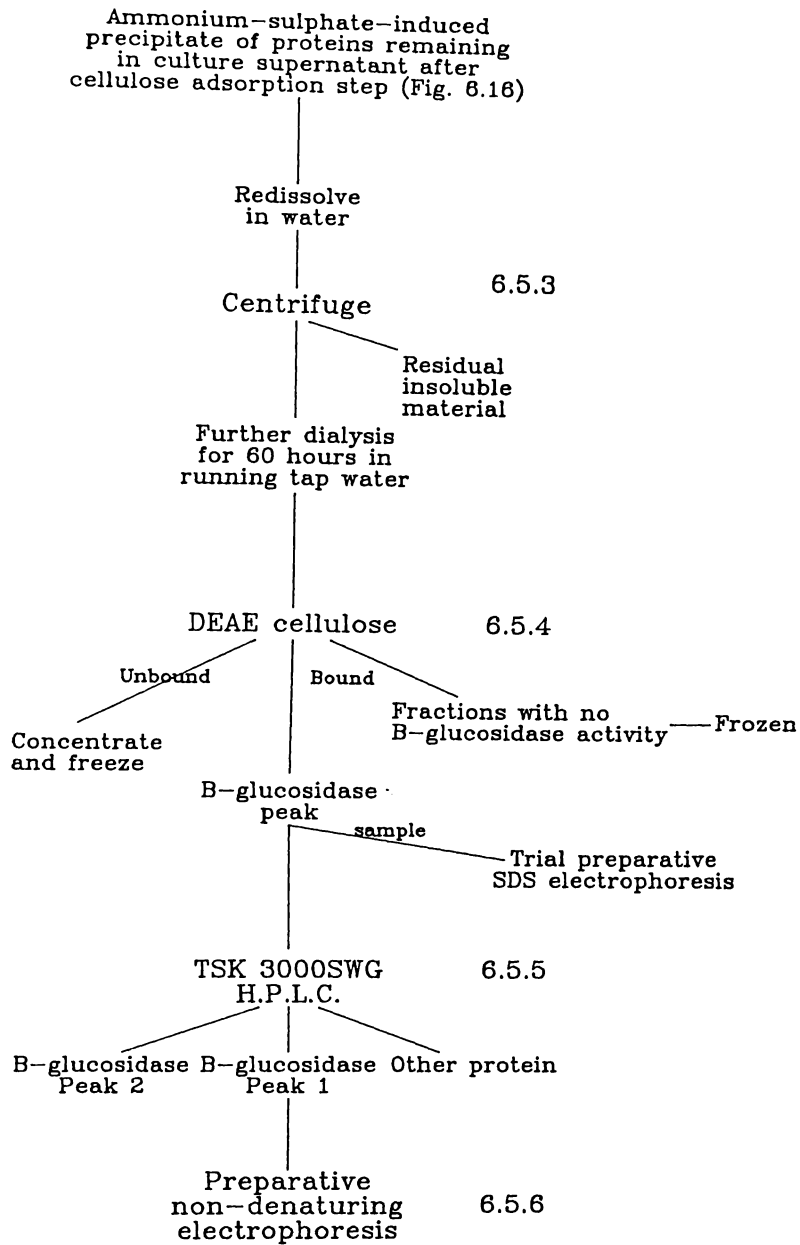 Ammonium-sulphate-induced
precipitate of proteins remaining
in culture supernatant after
cellulose adsorption step (Fig. 6.16)
Redissolve
in water
6.5.3
Centrifuge
Residual
insoluble
material
Further dialysis
for 60 hours in
running tap water
DEAE cellulose
6.5.4
Unbound
Bound
Concentrate
and freeze
Fractions with no
B-glucosidase activity
Frozen
B-glucosidase
peak
sample
Trial preparative
SDS electrophoresis
TSK 3000SWG
H.P.L.C.
6.5.5
B-glucosidase
Peak 2
B-glucosidase
Peak 1
Other protein
Preparative
non-denaturing
electrophoresis
6.5.6